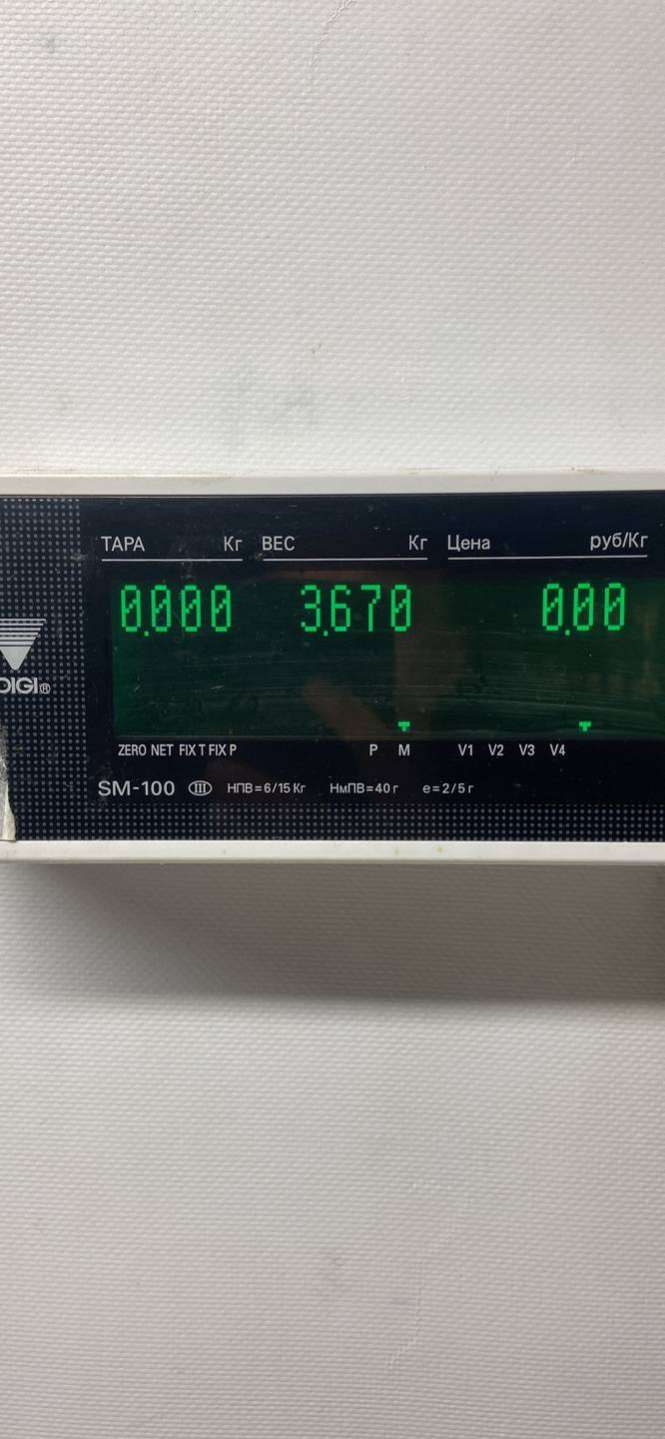 ТАРА Кг ВЕС Кг Цена руб/Кг
0.000 3.670 0.00
DIGI®
ZERO NET FIX T FIX P P M V1 V2 V3 V4
SM-100 III НПВ=6/15 Кг НмПВ=40 г е=2/5 г